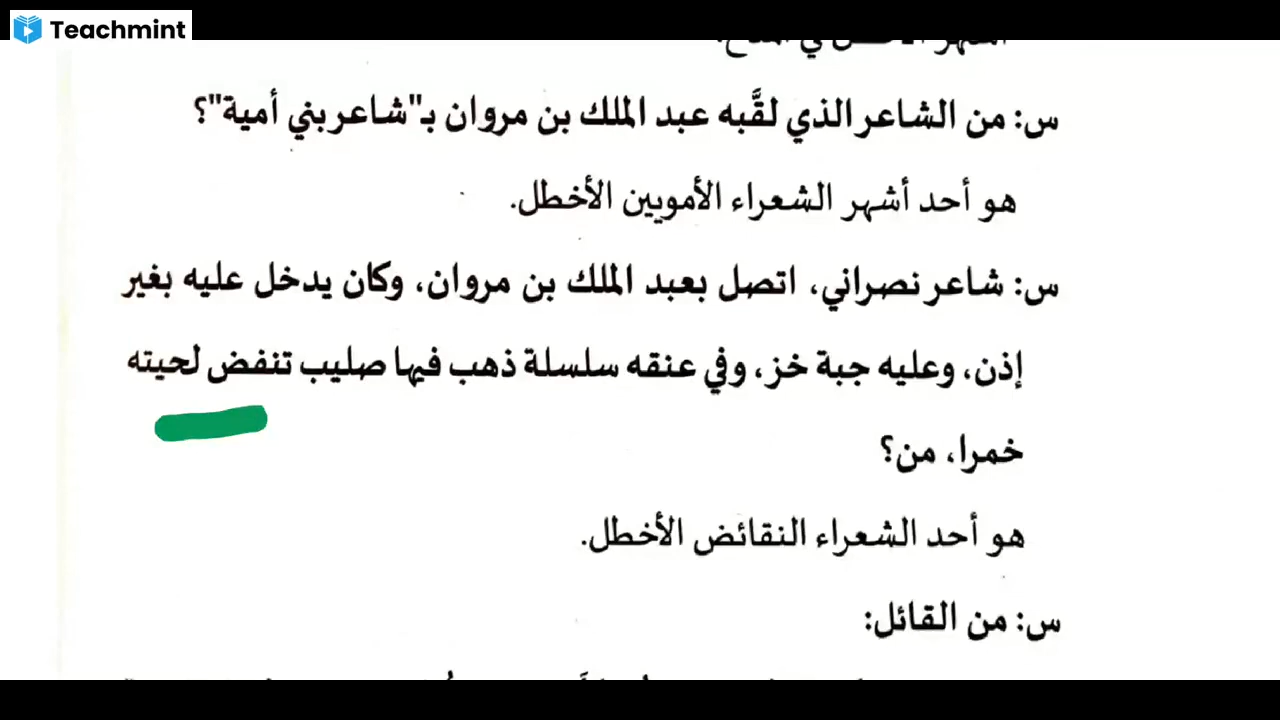 Teachmint
س: من الشاعر الذي لقَّبه عبد الملك بن مروان بـ"شاعر بني أمية"؟
هو أحد أشهر الشعراء الأمويين الأخطل.
س: شاعر نصراني، اتصل بعبد الملك بن مروان، وكان يدخل عليه بغير
إذن، وعليه جبة خز، وفي عنقه سلسلة ذهب فيها صليب تنفض لحيته
خمرا، من؟
هو أحد الشعراء النقائض الأخطل.
س: من القائل: